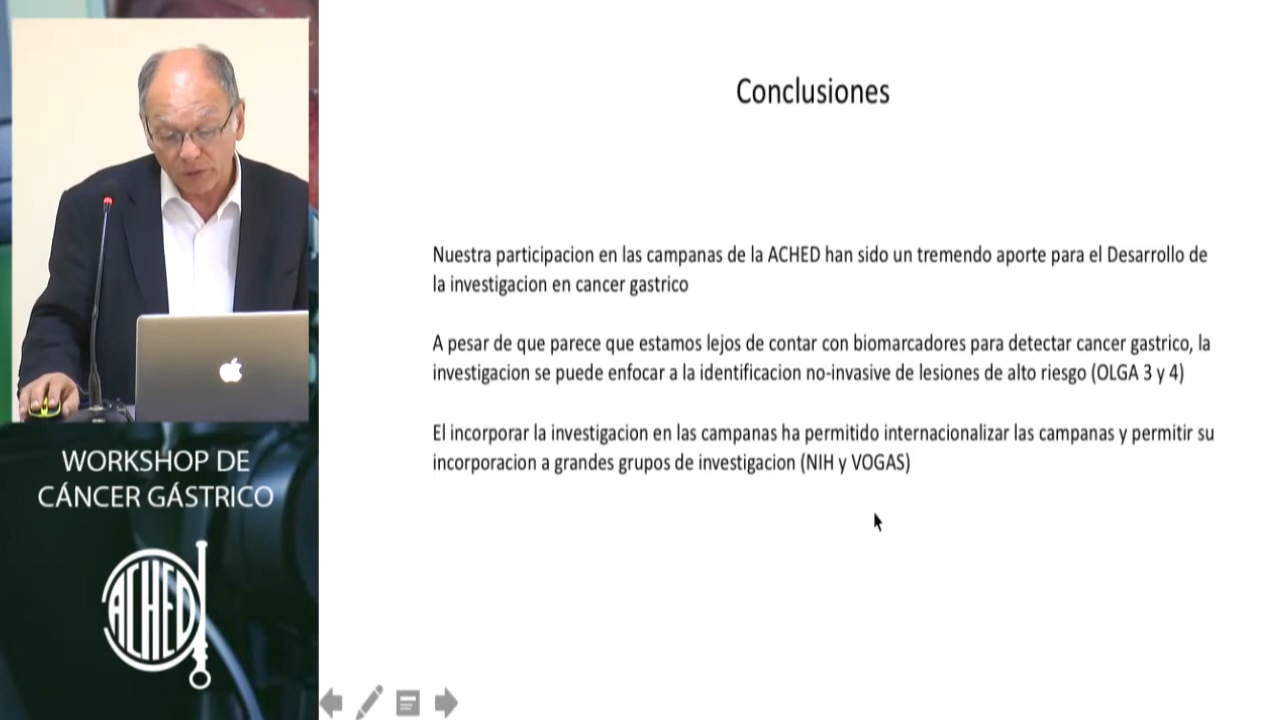 Conclusiones
Nuestra participacion en las campanas de la ACHED han sido un tremendo aporte para el Desarrollo de
la investigacion en cancer gastrico
A pesar de que parece que estamos lejos de contar con biomarcadores para detectar cancer gastrico, la
investigacion se puede enfocar a la identificacion no-invasive de lesiones de alto riesgo (OLGA 3 y 4)
El incorporar la investigacion en las campanas ha permitido internacionalizar las campanas y permitir su
incorporacion a grandes grupos de investigacion (NIH y VOGAS)
WORKSHOP DE
CÁNCER GÁSTRICO
ACHED